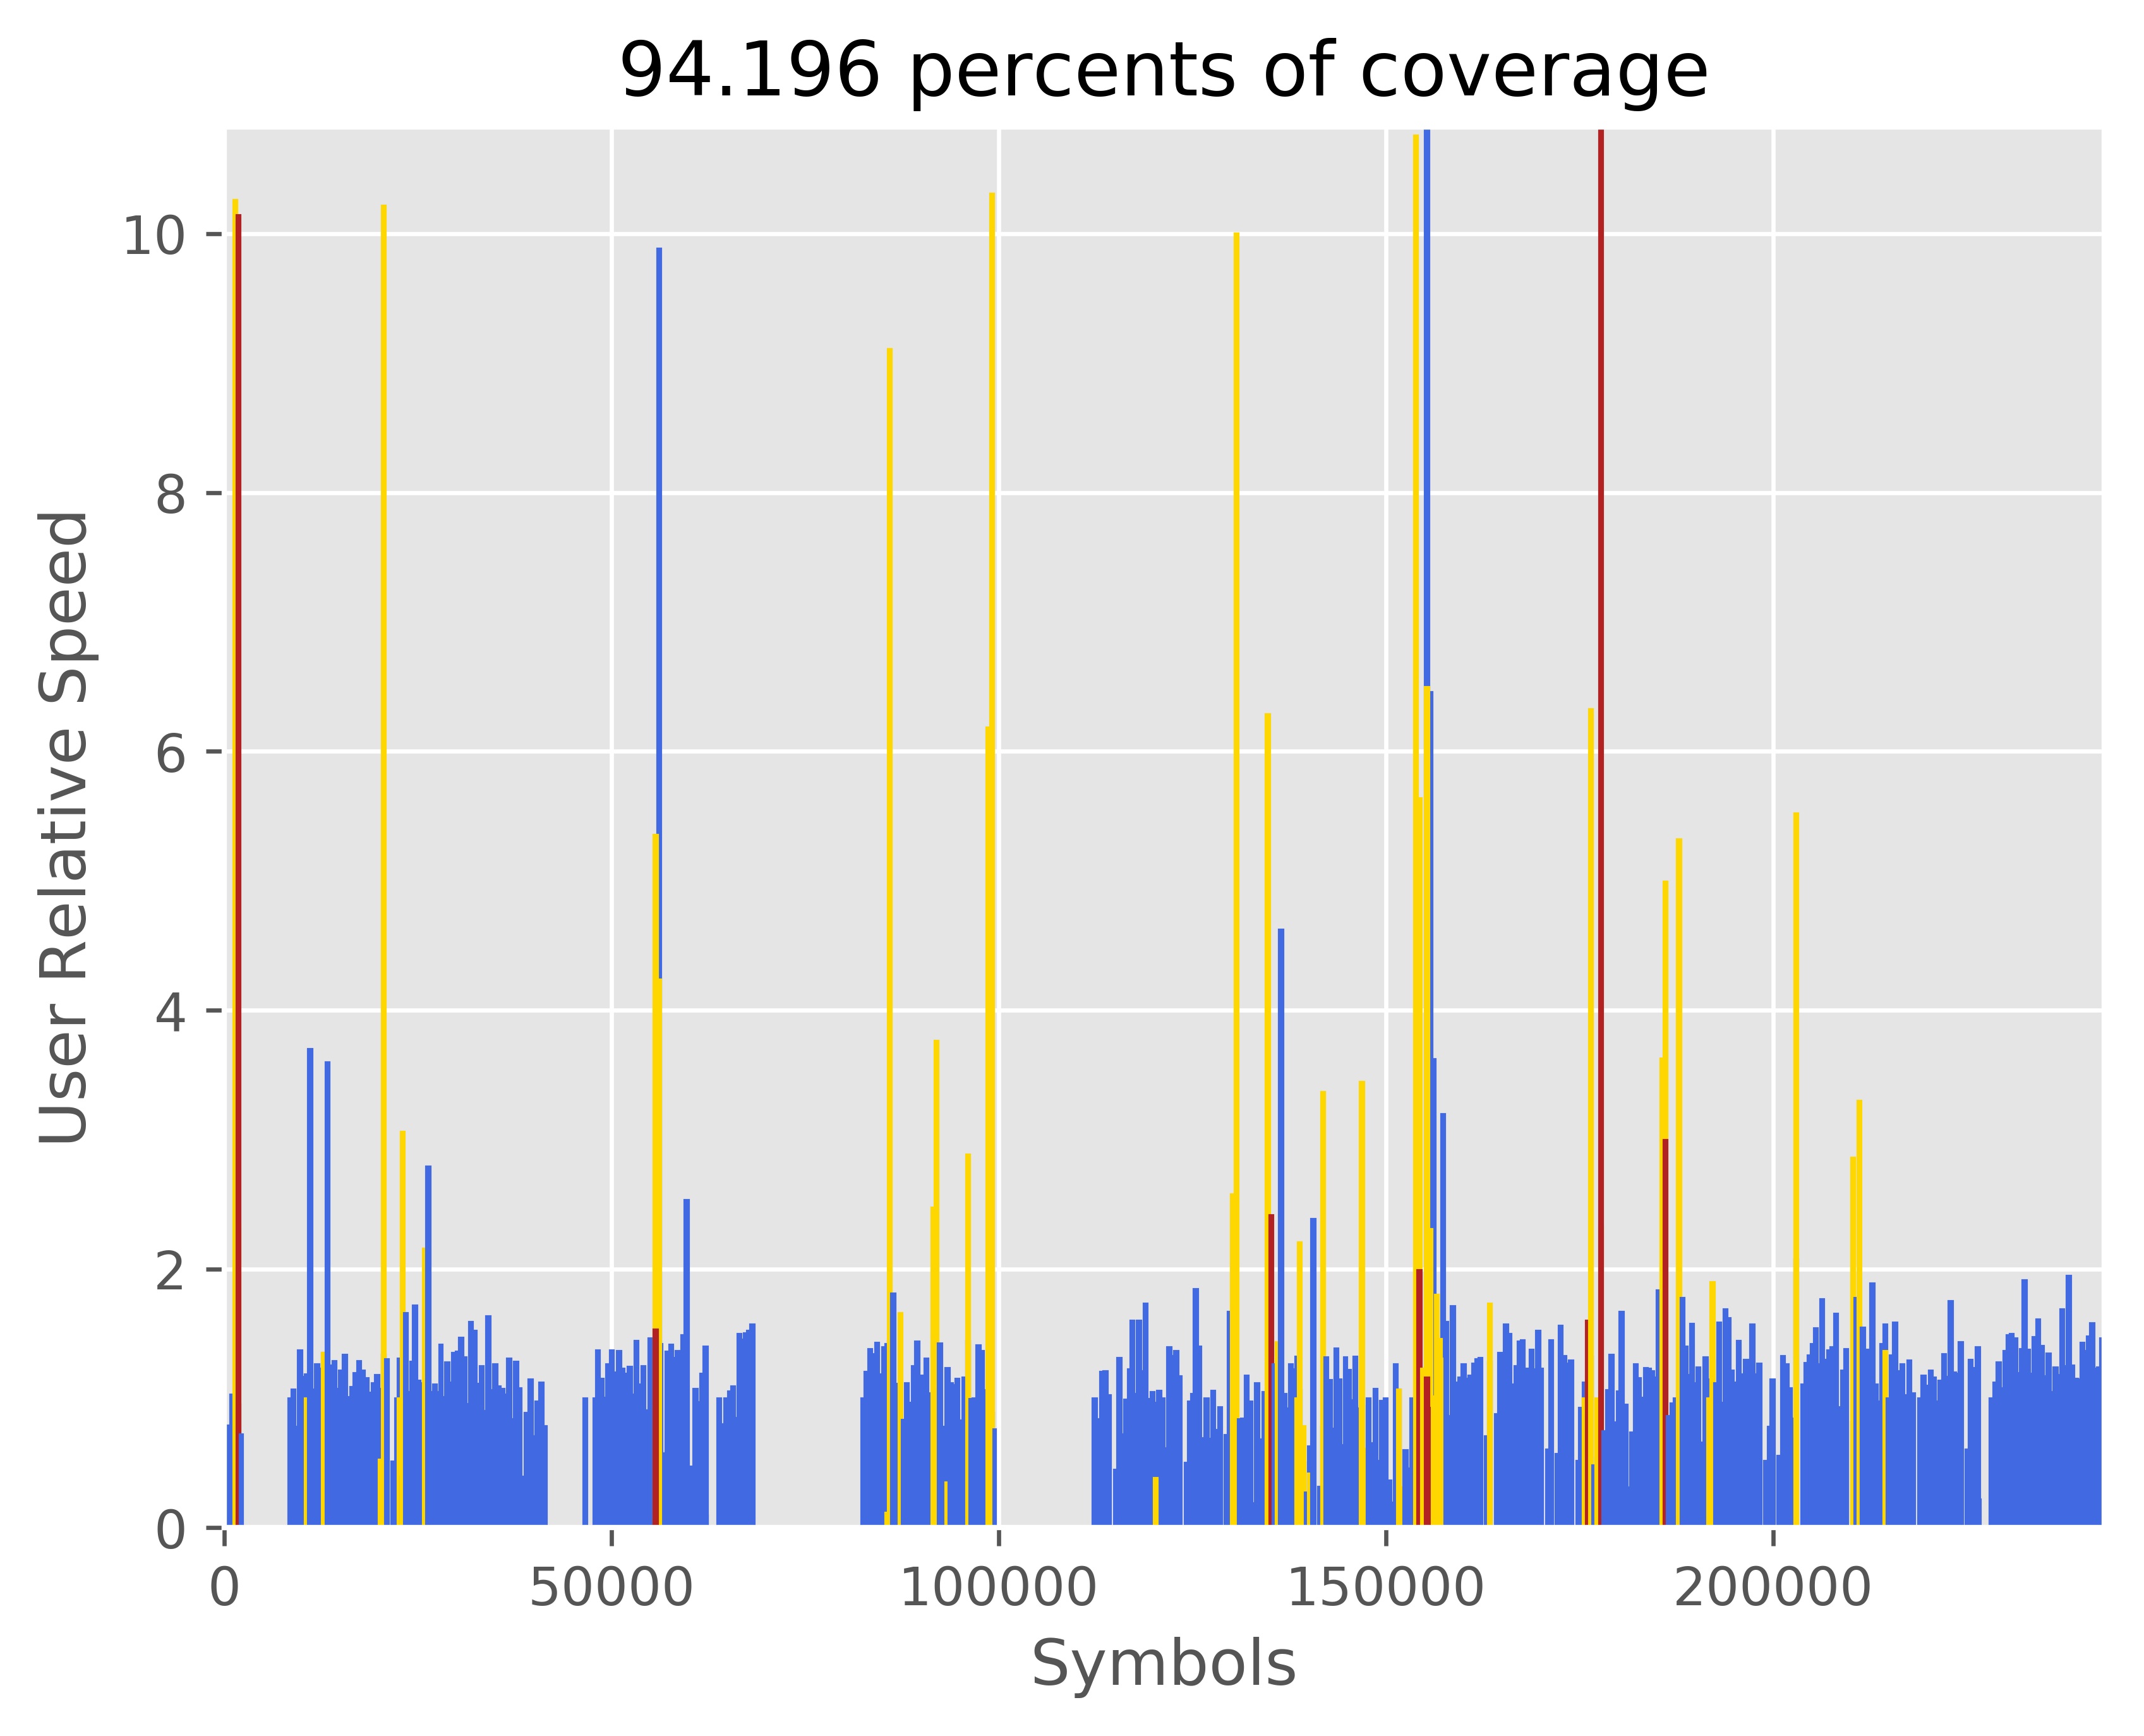 94.196 percents of coverage
10
8
6
4
2
0
User Relative Speed
0 50000 100000 150000 200000
Symbols